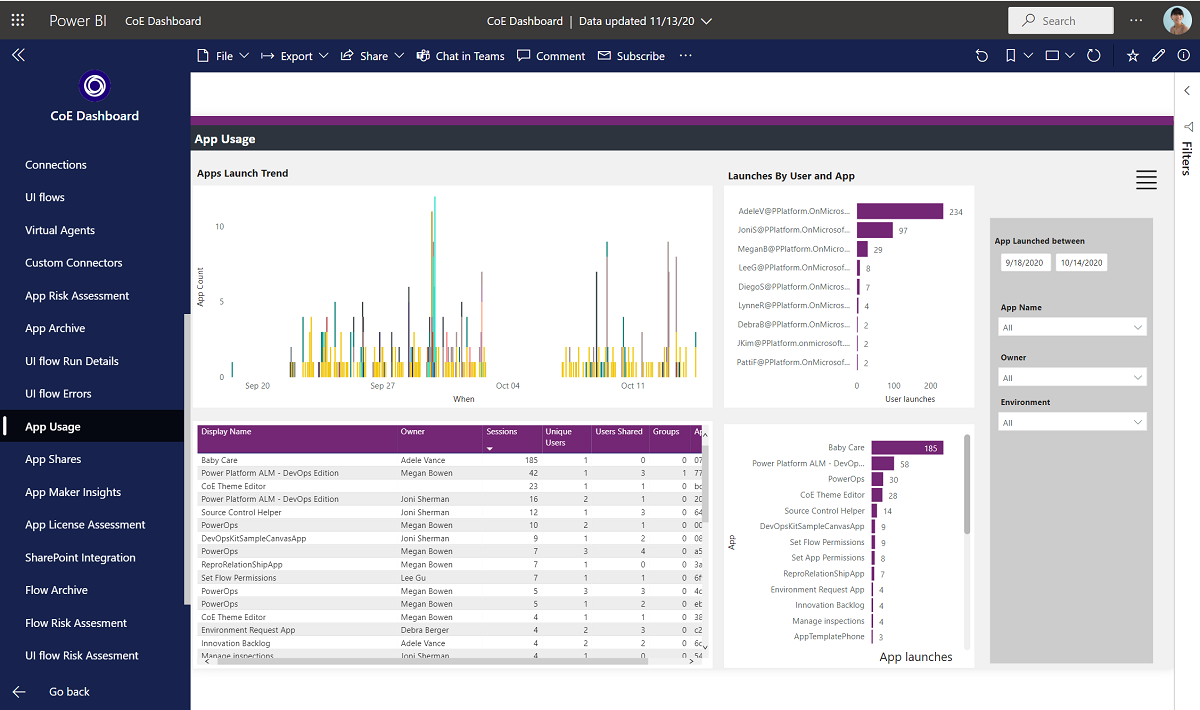 Power BI CoE Dashboard CoE Dashboard | Data updated 11/13/20 Search
File Export Share Chat in Teams Comment Subscribe
CoE Dashboard
Connections
UI flows
Virtual Agents
Custom Connectors
App Risk Assessment
App Archive
UI flow Run Details
UI flow Errors
App Usage
App Shares
App Maker Insights
App License Assessment
SharePoint Integration
Flow Archive
Flow Risk Assesment
UI flow Risk Assesment
Go back
App Usage
Apps Launch Trend
App Count
10
5
0
Sep 20 Sep 27 Oct 04 Oct 11
When
Launches By User and App
AdeleV@PPlatform.OnMicros... 234
JoniS@PPlatform.OnMicrosof... 97
MeganB@PPlatform.OnMicro... 29
LeeG@PPlatform.OnMicrosof... 8
DiegoS@PPlatform.OnMicros... 7
LynneR@PPlatform.OnMicros... 4
DebraB@PPlatform.OnMicros... 2
JKim@PPlatform.onmicrosoft.... 2
PattiF@PPlatform.OnMicrosof... 2
0 100 200
User launches
Display Name Owner Sessions Unique Users Users Shared Groups Ap
Baby Care Adele Vance 185 1 0 0 07
Power Platform ALM - DevOps Edition Megan Bowen 42 1 3 1 77
CoE Theme Editor 23 1 1 0 bc
Power Platform ALM - DevOps Edition Joni Sherman 16 2 1 0 20
Source Control Helper Joni Sherman 12 1 3 0 64
PowerOps Megan Bowen 10 2 1 0 00
DevOpsKitSampleCanvasApp Joni Sherman 9 1 2 0 08
PowerOps Megan Bowen 7 3 4 0 a5
ReproRelationShipApp Megan Bowen 7 1 0 0 3a
Set Flow Permissions Lee Gu 7 1 1 0 6f
PowerOps Megan Bowen 5 3 3 0 4c
PowerOps Megan Bowen 5 1 2 0 eb
CoE Theme Editor Megan Bowen 4 1 1 0 38
Environment Request App Debra Berger 4 2 3 0 c2
Innovation Backlog Adele Vance 4 2 2 0 6c
Manage inspections Joni Sherman 4 1 0 0 54
App
Baby Care 185
Power Platform ALM - DevOp... 58
PowerOps 30
CoE Theme Editor 28
Source Control Helper 14
DevOpsKitSampleCanvasApp 9
Set Flow Permissions 9
Set App Permissions 8
ReproRelationShipApp 7
Environment Request App 4
Innovation Backlog 4
Manage inspections 4
AppTemplatePhone 3
App launches
App Launched between
9/18/2020 10/14/2020
App Name
All
Owner
All
Environment
All
Filters